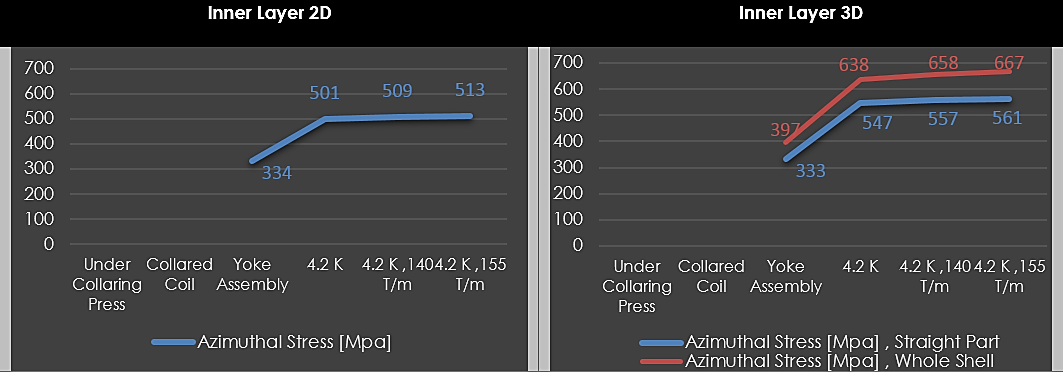 Inner Layer 2D
700
600
500
400
300
200
100
0
501
509
513
334
Under Collaring Press
Collared Coil
Yoke Assembly
4.2 K
4.2 K ,140 T/m
4.2 K ,155 T/m
Azimuthal Stress [Mpa]
Inner Layer 3D
700
600
500
400
300
200
100
0
638
658
667
397
547
557
561
333
Under Collaring Press
Collared Coil
Yoke Assembly
4.2 K
4.2 K ,140 T/m
4.2 K ,155 T/m
Azimuthal Stress [Mpa] , Straight Part
Azimuthal Stress [Mpa] , Whole Shell